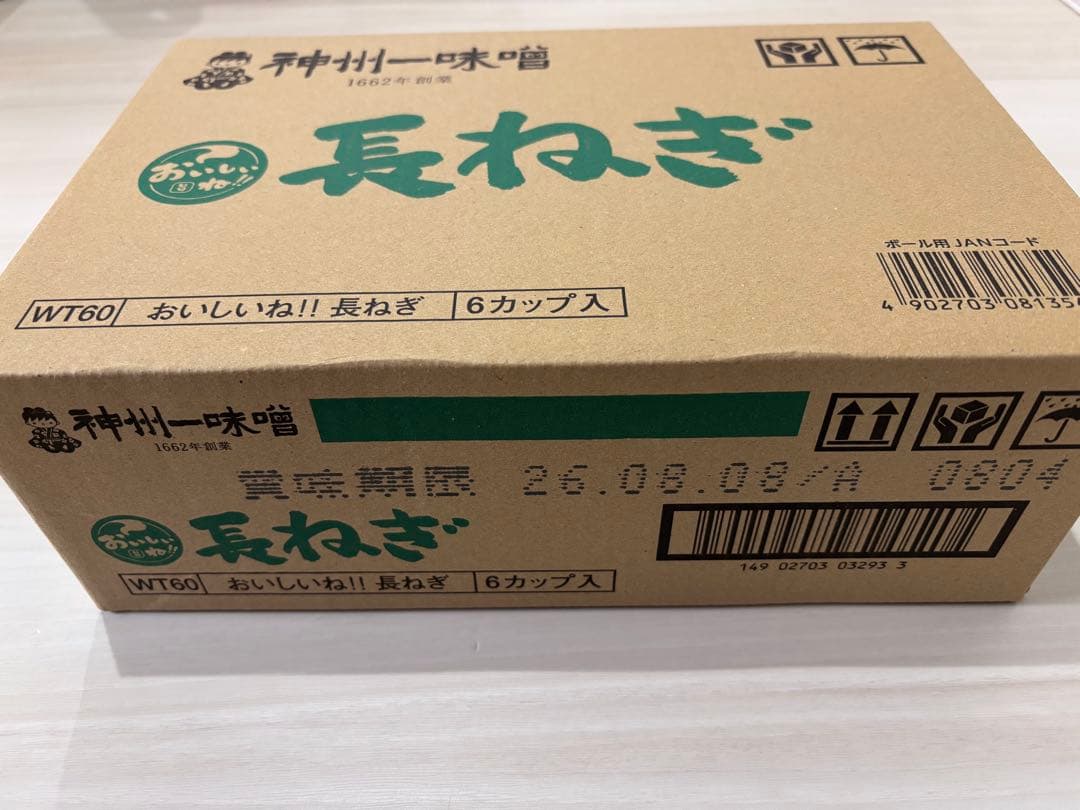 神州一味噌
1662年創業
おいしい
ね!!
長ねぎ
ボール用JANコード
4 902703 08135
WT60 おいしいね!! 長ねぎ 6カップ入
神州一味噌
1662年創業
賞味期限 26.08.08/A 0804
おいしい
ね!!
長ねぎ
149 02703 03293 3
WT60 おいしいね!! 長ねぎ 6カップ入